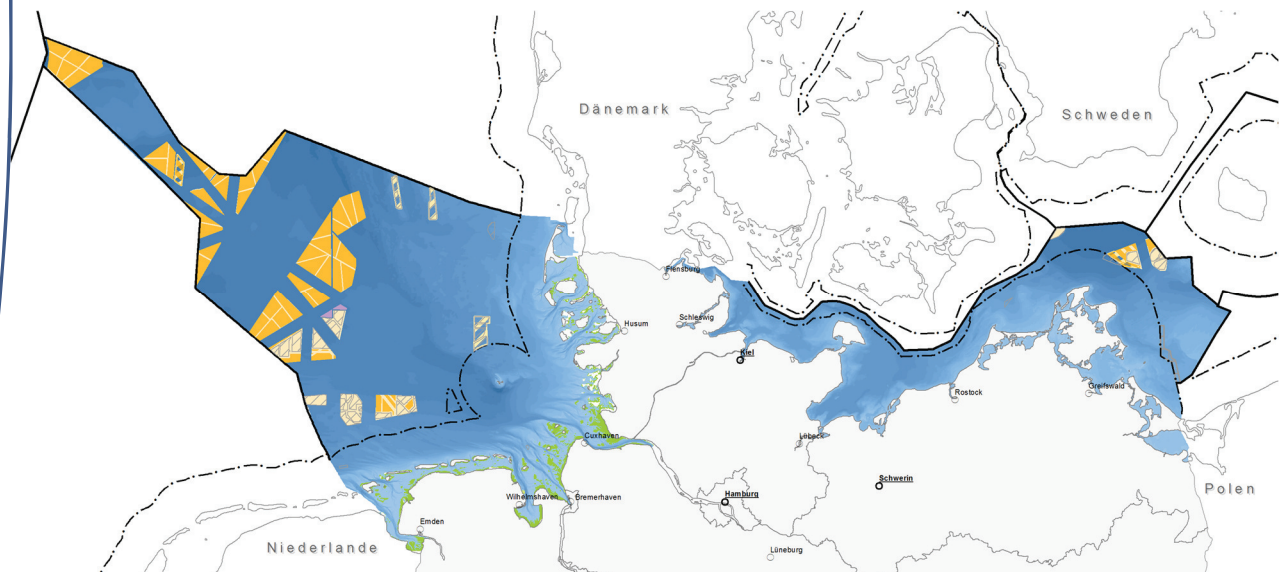 Dänemark
Schweden
Flensburg
Schleswig
Husum
Kiel
Rostock
Greifswald
Cuxhaven
Lübeck
Schwerin
Polen
Hamburg
Wilhelmshaven
Bremerhaven
Emden
Niederlande
Lüneburg